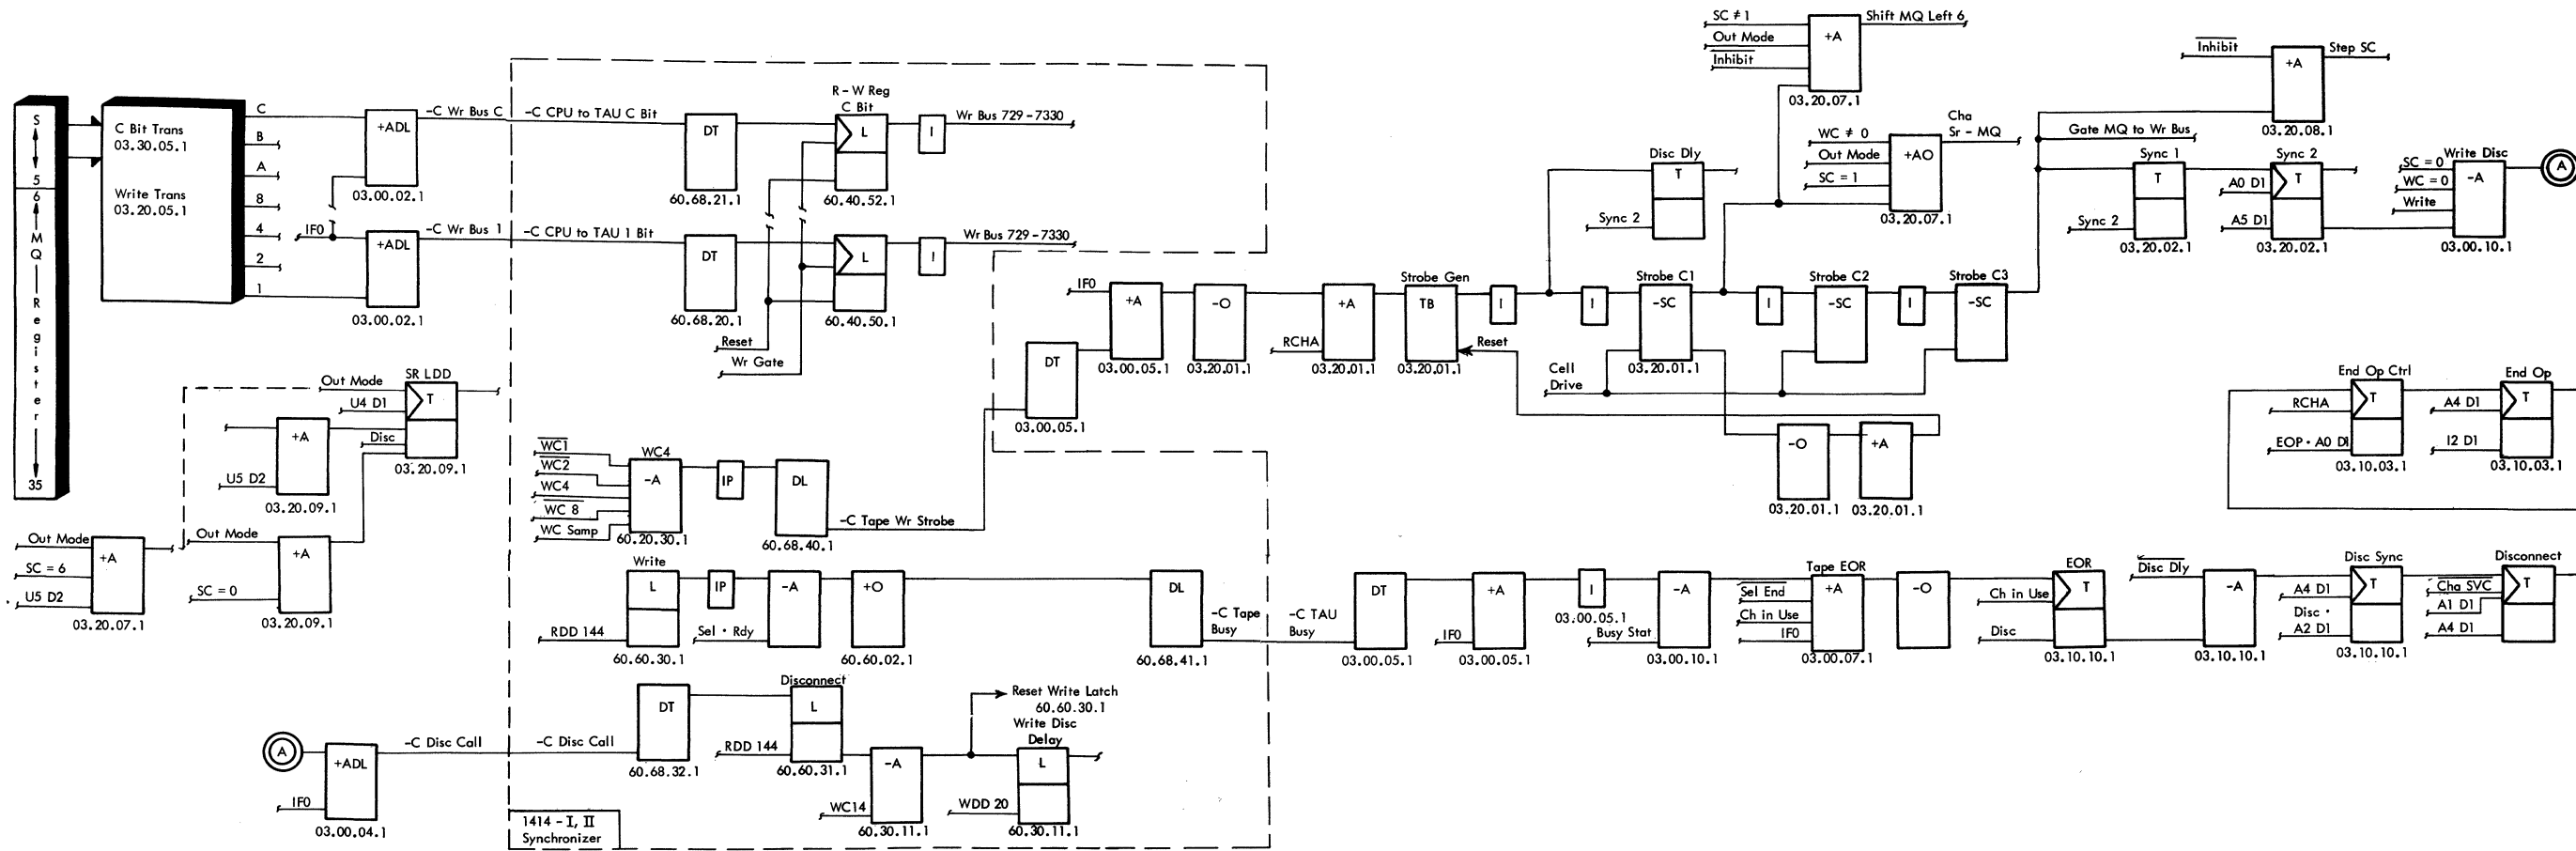 S
5
6
M
Q
R
e
g
i
s
t
e
r
35
C Bit Trans
03.30.05.1
Write Trans
03.20.05.1
C
B
A
8
4
2
1
IF0
+ADL
03.00.02.1
+ADL
03.00.02.1
-C Wr Bus C
-C Wr Bus 1
-C CPU to TAU C Bit
-C CPU to TAU 1 Bit
DT
60.68.21.1
DT
60.68.20.1
R - W Reg
C Bit
L
60.40.52.1
L
60.40.50.1
I
I
Wr Bus 729 - 7330
Wr Bus 729 - 7330
Reset
Wr Gate
Out Mode
U4 D1
SR LDD
T
Disc
03.20.09.1
+A
U5 D2
03.20.09.1
Out Mode
SC = 6
U5 D2
+A
03.20.07.1
Out Mode
SC = 0
+A
03.20.09.1
WC1
WC2
WC4
WC 8
WC Samp
WC4
-A
60.20.30.1
IP
DL
60.68.40.1
-C Tape Wr Strobe
DT
03.00.05.1
IF0
+A
03.00.05.1
-O
03.20.01.1
RCHA
+A
03.20.01.1
Strobe Gen
TB
03.20.01.1
Reset
I
I
Strobe C1
-SC
03.20.01.1
I
Strobe C2
-SC
I
Strobe C3
-SC
Cell
Drive
-O
03.20.01.1
+A
03.20.01.1
Disc Dly
T
Sync 2
SC ≠ 1
Out Mode
Inhibit
+A
03.20.07.1
Shift MQ Left 6
WC ≠ 0
Out Mode
SC = 1
+AO
03.20.07.1
Cha
Sr - MQ
Inhibit
+A
03.20.08.1
Step SC
Gate MQ to Wr Bus
Sync 1
T
Sync 2
03.20.02.1
Sync 2
T
A0 D1
A5 D1
03.20.02.1
SC = 0
WC = 0
Write
Write Disc
-A
03.00.10.1
A
End Op Ctrl
RCHA
T
EOP · A0 DI
03.10.03.1
End Op
A4 D1
T
I2 D1
03.10.03.1
Write
L
RDD 144
60.60.30.1
IP
Sel · Rdy
-A
+O
60.60.02.1
DL
60.68.41.1
-C Tape
Busy
-C TAU
Busy
DT
03.00.05.1
IF0
+A
03.00.05.1
I
03.00.05.1
Busy Stat
-A
03.00.10.1
Tape EOR
Sel End
Ch in Use
IF0
+A
03.00.07.1
-O
EOR
Ch in Use
T
Disc
03.10.10.1
Disc Dly
-A
03.10.10.1
Disc Sync
A4 D1
Disc ·
A2 D1
T
03.10.10.1
Disconnect
Cha SVC
A1 D1
A4 D1
T
03.10.10.1
A
+ADL
IF0
03.00.04.1
-C Disc Call
-C Disc Call
DT
60.68.32.1
Disconnect
L
RDD 144
60.60.31.1
-A
WC14
60.30.11.1
Reset Write Latch
60.60.30.1
Write Disc
Delay
L
WDD 20
60.30.11.1
1414 - I, II
Synchronizer